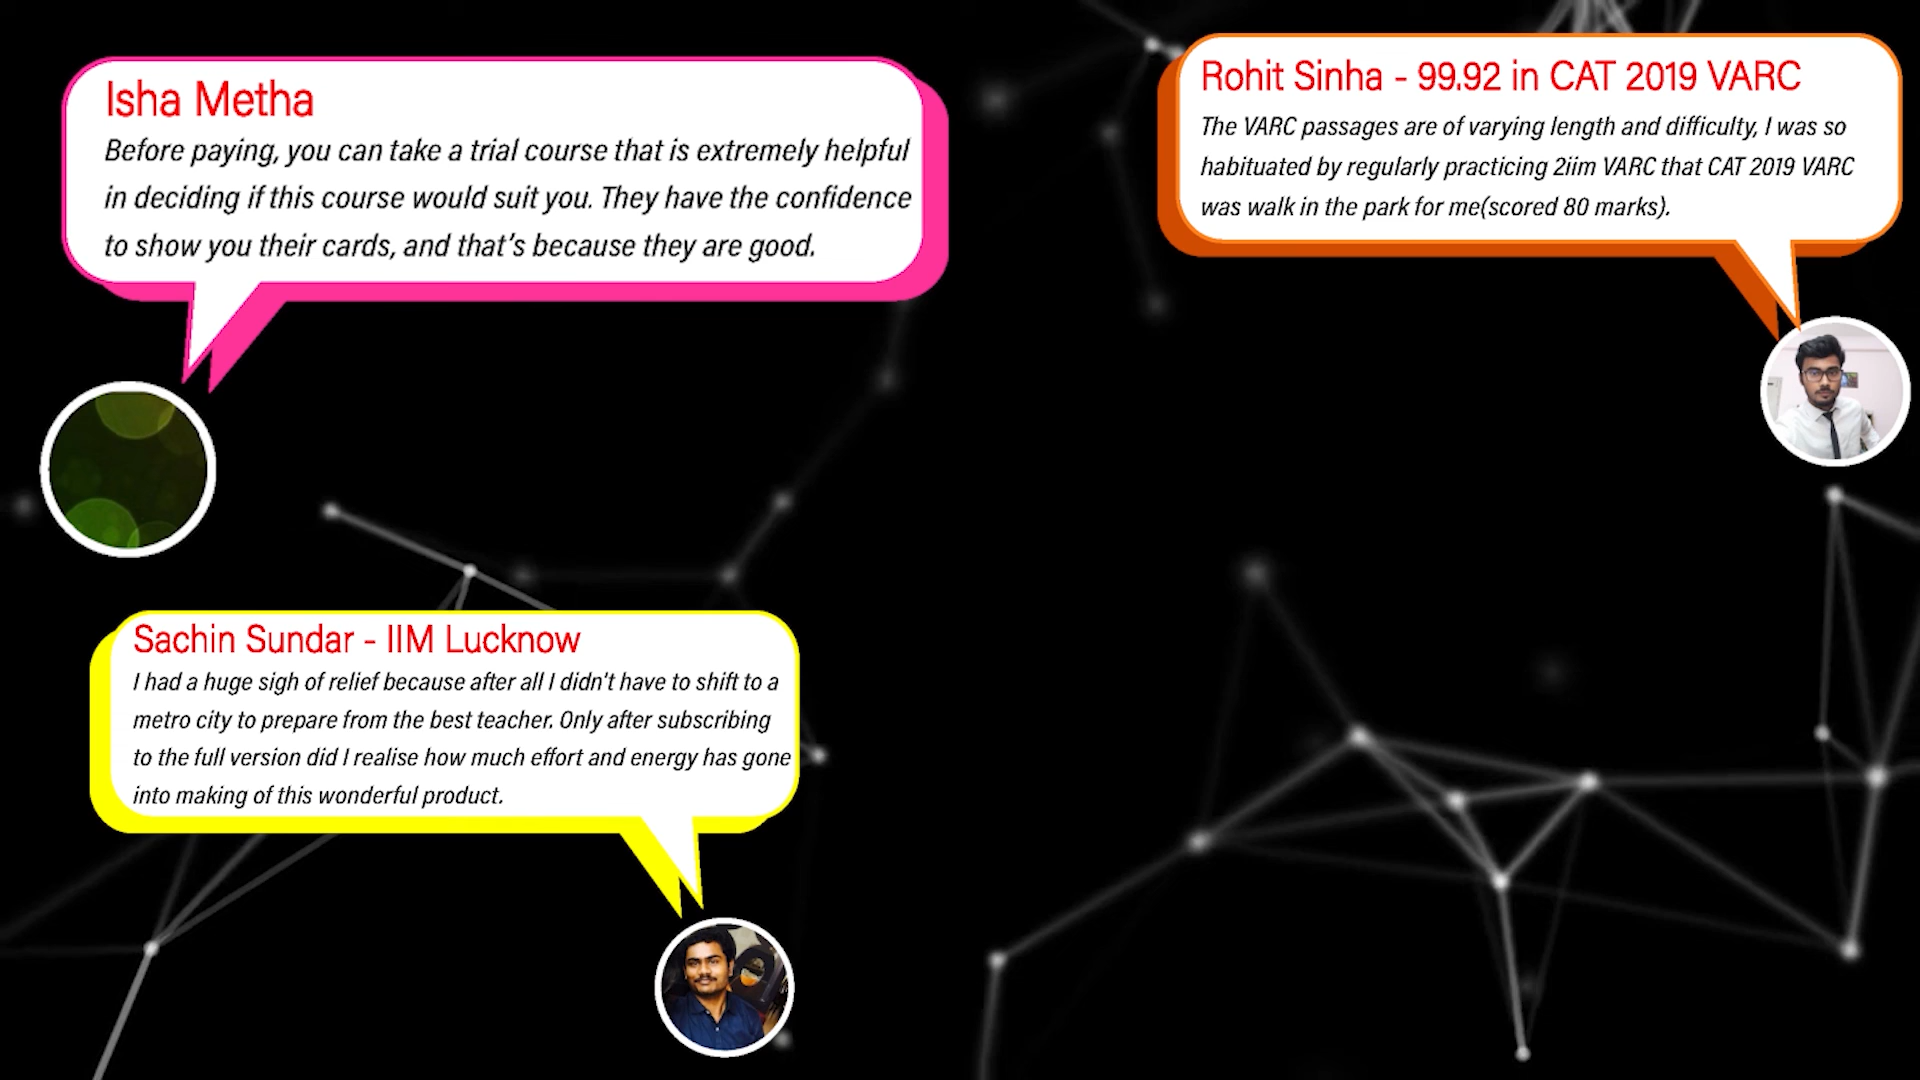 Isha Metha
Before paying, you can take a trial course that is extremely helpful
in deciding if this course would suit you. They have the confidence
to show you their cards, and that's because they are good.
Rohit Sinha - 99.92 in CAT 2019 VARC
The VARC passages are of varying length and difficulty, I was so
habituated by regularly practicing 2iim VARC that CAT 2019 VARC
was walk in the park for me(scored 80 marks).
Sachin Sundar - IIM Lucknow
I had a huge sigh of relief because after all I didn't have to shift to a
metro city to prepare from the best teacher. Only after subscribing
to the full version did I realise how much effort and energy has gone
into making of this wonderful product.